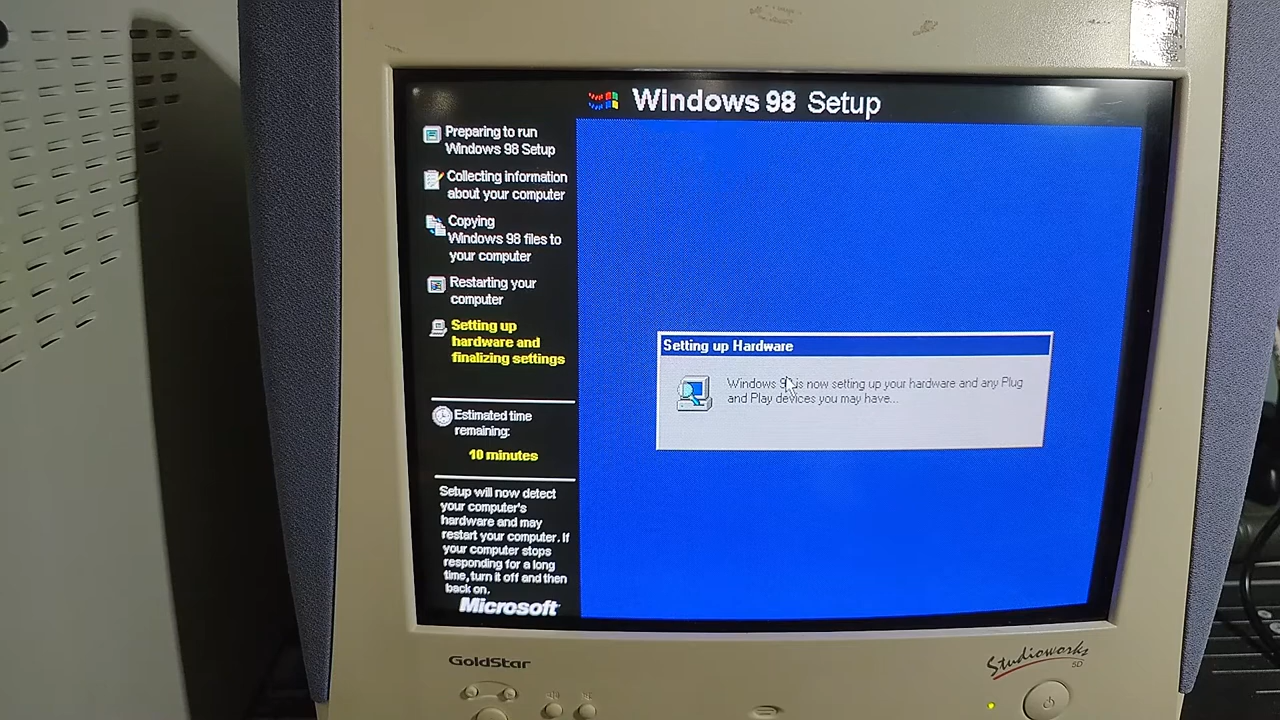 Windows 98 Setup
Preparing to run
Windows 98 Setup
Collecting information
about your computer
Copying
Windows 98 files to
your computer
Restarting your
computer
Setting up
hardware and
finalizing settings
Estimated time
remaining:
10 minutes
Setup will now detect
your computer's
hardware and may
restart your computer. If
your computer stops
responding for a long
time, turn it off and then
back on.
Microsoft
Setting up Hardware
Windows 98 is now setting up your hardware and any Plug
and Play devices you may have...
GoldStar
Studioworks
5D